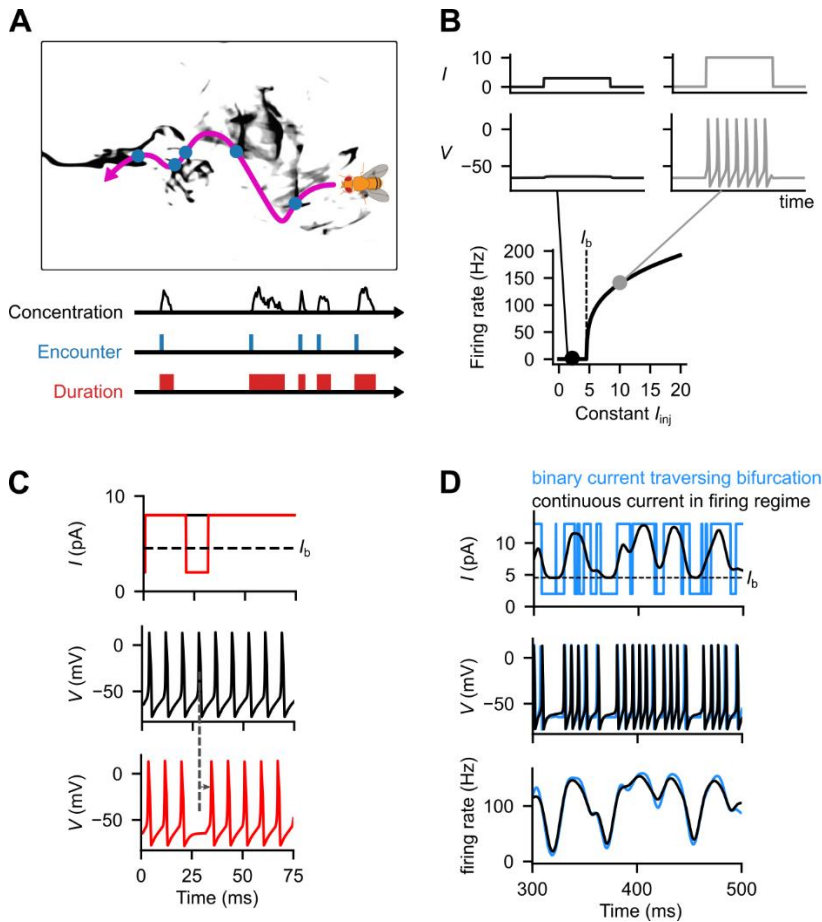 A
Concentration
Encounter
Duration
B
I
10
0
V
0
−50
time
I_b
Firing rate (Hz)
200
150
100
50
0
0 5 10 15 20
Constant I_inj
C
I (pA)
10
0
I_b
V (mV)
0
−50
V (mV)
0
−50
0 25 50 75
Time (ms)
D
binary current traversing bifurcation
continuous current in firing regime
I (pA)
10
5
0
I_b
V (mV)
0
−50
firing rate (Hz)
100
0
300 400 500
Time (ms)